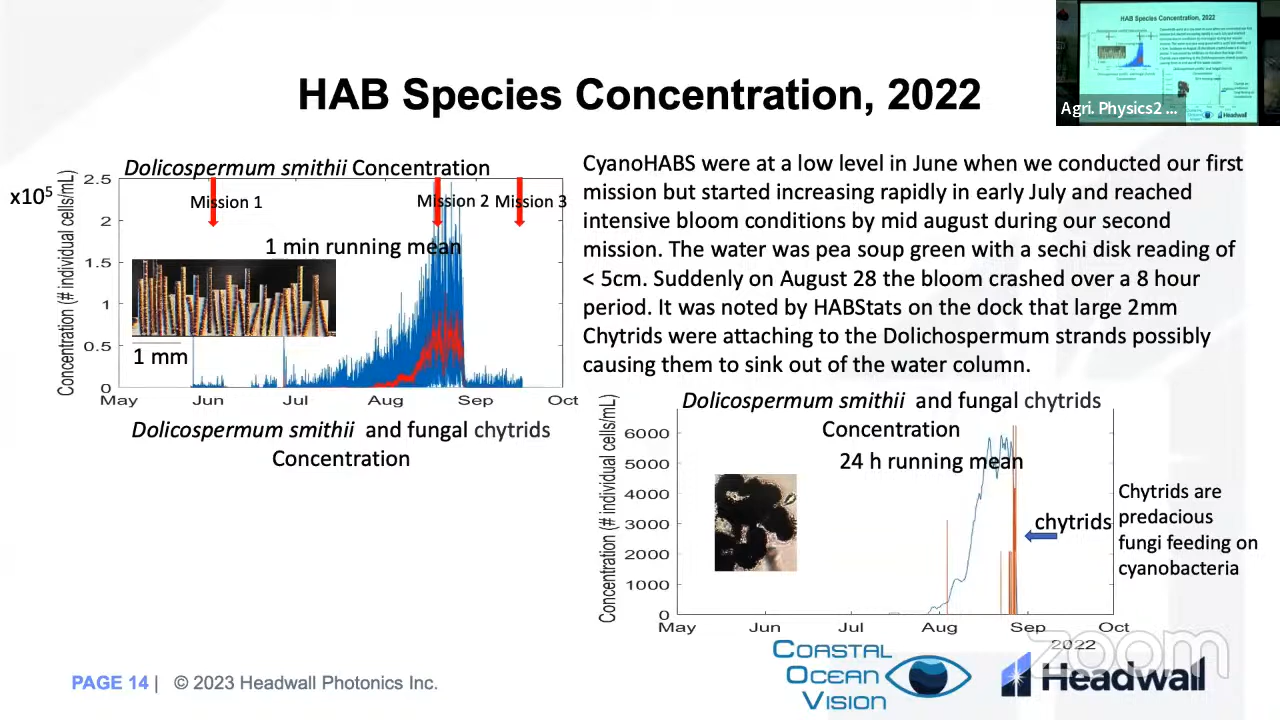 HAB Species Concentration, 2022
Agri. Physics2 ...
HAB Species Concentration, 2022
Dolicospermum smithii Concentration
x10⁵
Concentration (# individual cells/mL)
2.5
2
1.5
1
0.5
0
May Jun Jul Aug Sep Oct
Mission 1
Mission 2
Mission 3
1 min running mean
1 mm
Dolicospermum smithii and fungal chytrids
Concentration
CyanoHABS were at a low level in June when we conducted our first
mission but started increasing rapidly in early July and reached
intensive bloom conditions by mid august during our second
mission. The water was pea soup green with a sechi disk reading of
< 5cm. Suddenly on August 28 the bloom crashed over a 8 hour
period. It was noted by HABStats on the dock that large 2mm
Chytrids were attaching to the Dolichospermum strands possibly
causing them to sink out of the water column.
Dolicospermum smithii and fungal chytrids
Concentration
24 h running mean
Concentration (# individual cells/mL)
6000
5000
4000
3000
2000
1000
0
May Jun Jul Aug Sep Oct
2022
chytrids
Chytrids are
predacious
fungi feeding on
cyanobacteria
PAGE 14 | © 2023 Headwall Photonics Inc.
COASTAL
OCEAN
VISION
Headwall
zoom